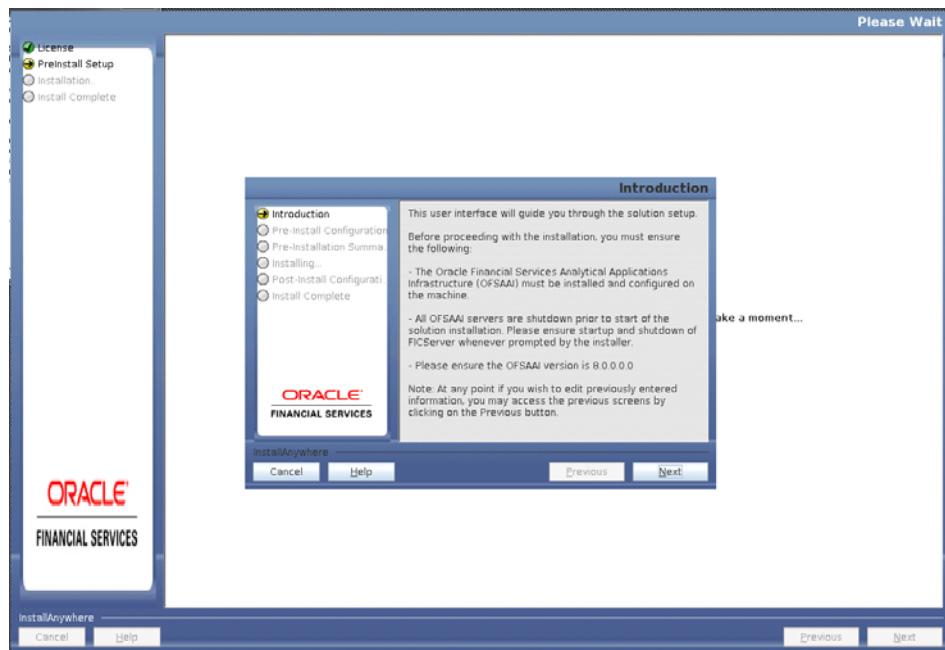 Please Wait
License
PreInstall Setup
Installation..
Install Complete
Introduction
Introduction
Pre-Install Configuration
Pre-Installation Summa
Installing...
Post-Install Configurati
Install Complete
ORACLE
FINANCIAL SERVICES
This user interface will guide you through the solution setup.
Before proceeding with the installation, you must ensure
the following:
- The Oracle Financial Services Analytical Applications
Infrastructure (OFSAAI) must be installed and configured on
the machine.
- All OFSAAI servers are shutdown prior to start of the
solution installation. Please ensure startup and shutdown of
FICServer whenever prompted by the installer.
- Please ensure the OFSAAI version is 8.0.0.0.0
Note: At any point if you wish to edit previously entered
information, you may access the previous screens by
clicking on the Previous button.
ake a moment...
InstallAnywhere
Cancel
Help
Previous
Next
ORACLE
FINANCIAL SERVICES
InstallAnywhere
Cancel
Help
Previous
Next